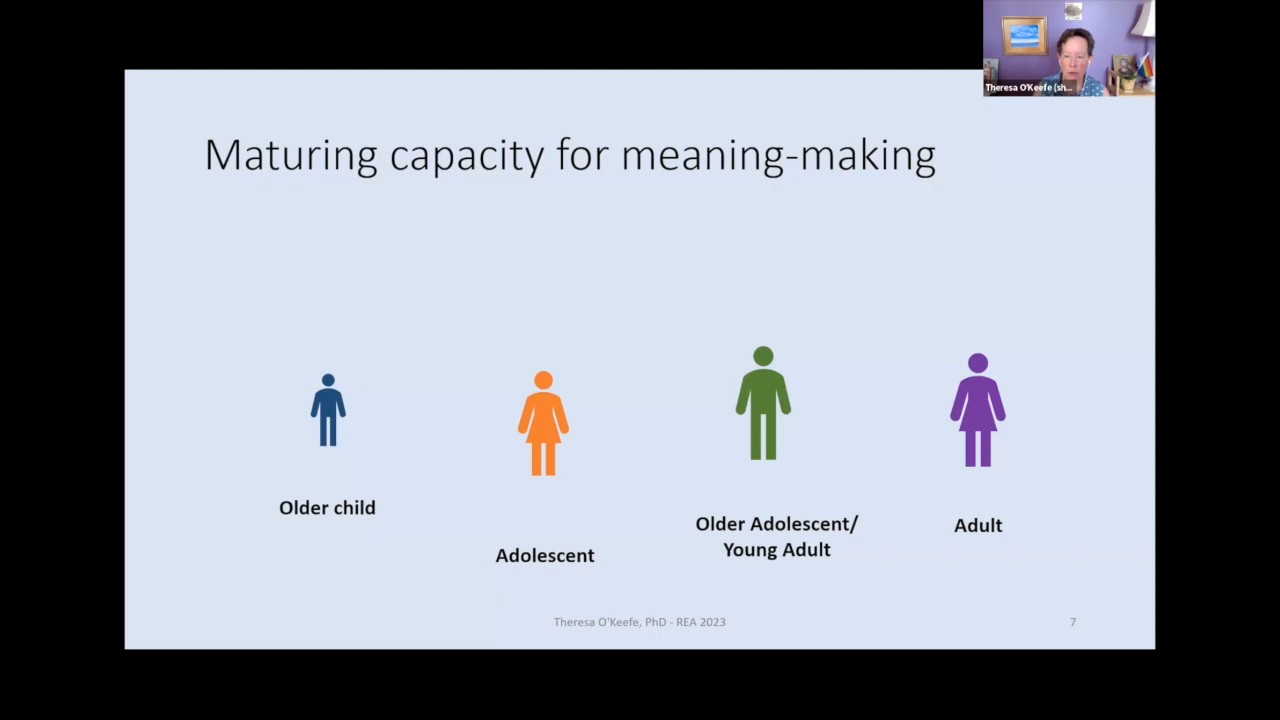 Theresa O'Keefe (sh...
Maturing capacity for meaning-making
Older child
Adolescent
Older Adolescent/
Young Adult
Adult
Theresa O'Keefe, PhD - REA 2023
7